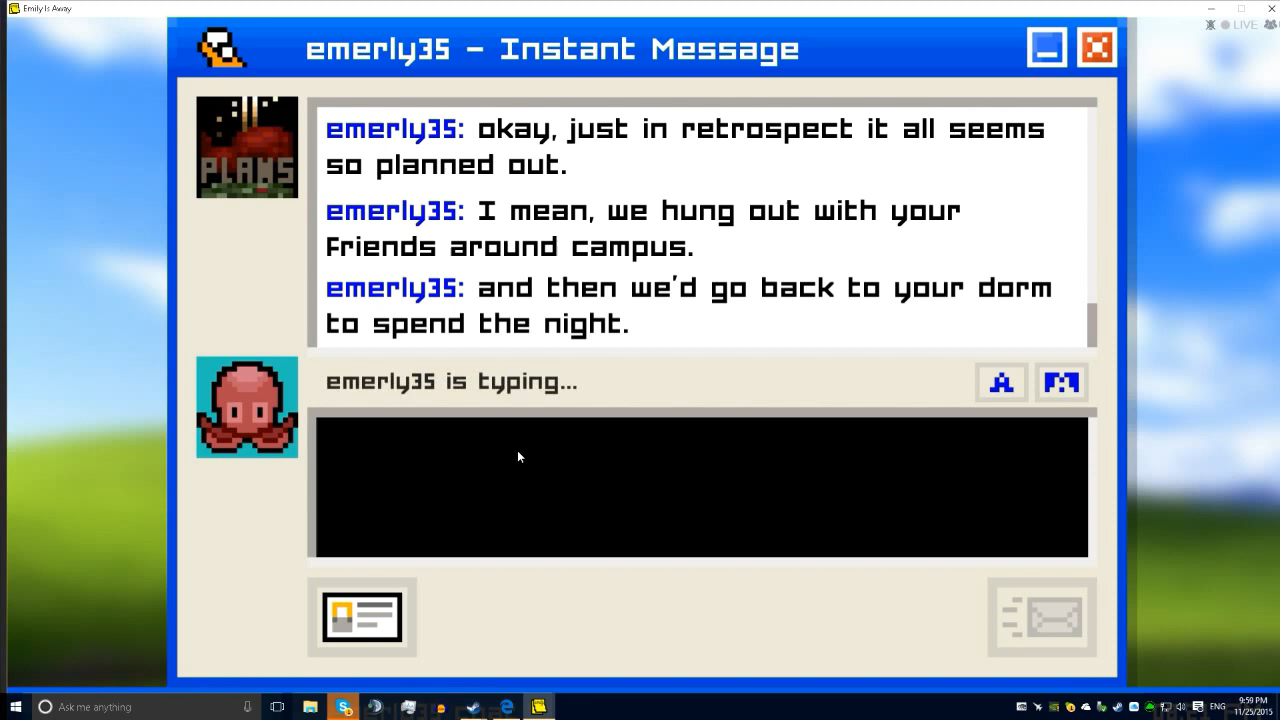 Emily Is Away
LIVE
emerly35 - Instant Message
emerly35: okay, just in retrospect it all seems
so planned out.
emerly35: I mean, we hung out with your
friends around campus.
emerly35: and then we'd go back to your dorm
to spend the night.
PLANS
emerly35 is typing...
A
Ask me anything
ENG
9:59 PM
11/25/2015